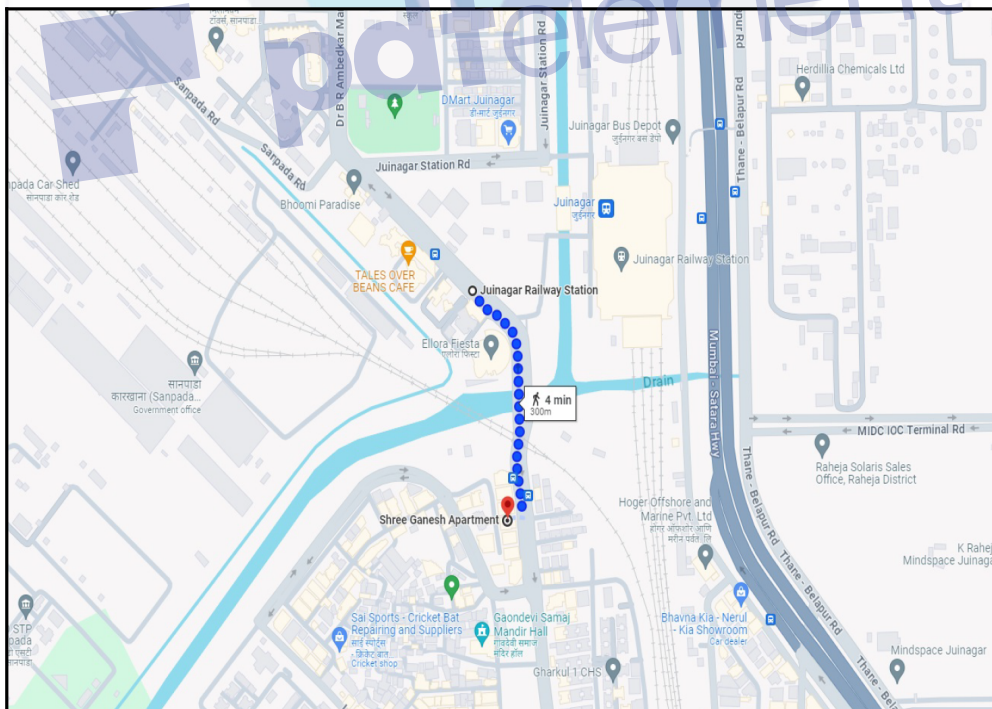 Sanpada Rd
Sanpada Rd
Dr B R Ambedkar Ma
Juinagar Station Rd
Thane - Belapur Rd
Herdillia Chemicals Ltd
DMart Juinagar
डी-मार्ट जुईनगर
Juinagar Bus Depot
जुईनगर बस डेपो
Juinagar Station Rd
npada Car Shed
सानपाडा कार शेड
Bhoomi Paradise
Juinagar
जुईनगर
Juinagar Railway Station
TALES OVER
BEANS CAFE
Juinagar Railway Station
Ellora Fiesta
एलोरा फिस्टा
Mumbai - Satara Hwy
सानपाडा
कारखाना (Sanpada...
Government office
Drain
4 min
300m
MIDC IOC Terminal Rd
Raheja Solaris Sales
Office, Raheja District
Thane - Belapur Rd
Hoger Offshore and
Marine Pvt. Ltd
Shree Ganesh Apartment
K Rahej
Mindspace Juinaga
Thane - Belapur Rd
Sai Sports - Cricket Bat
Repairing and Suppliers
साई स्पोर्ट्स
- क्रिकेट बात
Cricket shop
Gaondevi Samaj
Mandir Hall
गावदेवी समाज
मंदिर हॉल
Bhavna Kia - Nerul
- Kia Showroom
Car dealer
STP
pada
सानपाडा
Gharkul 1 CHS
Mindspace Juinagar
Thane - Be